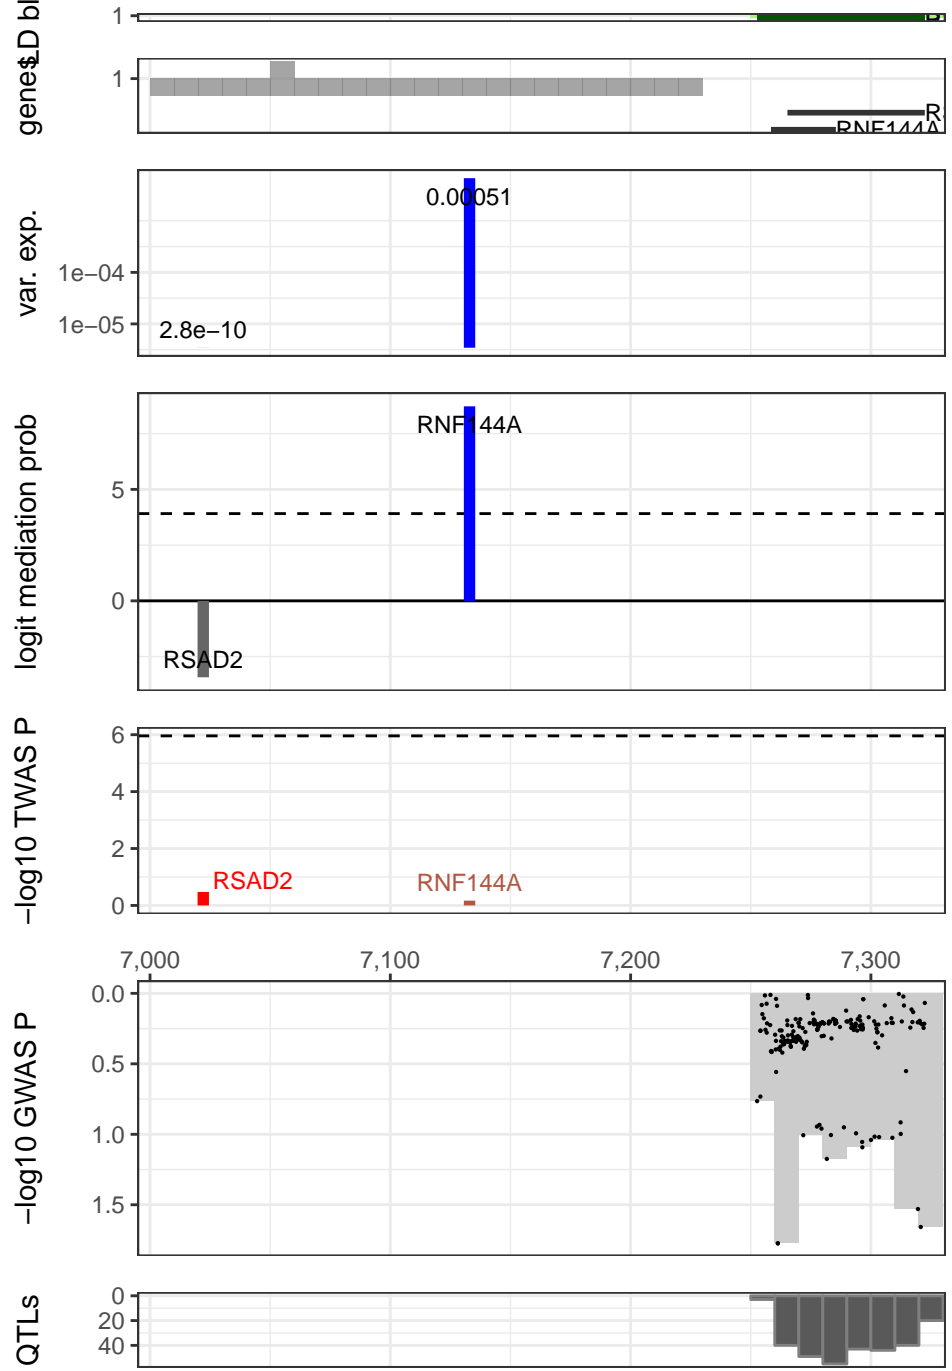 LD bl
1
genes
1
RNF144A
var. exp.
0.00051
1e−04
1e−05
2.8e−10
logit mediation prob
RNF144A
5
0
RSAD2
−log10 TWAS P
6
4
2
0
RSAD2
RNF144A
7,000
7,100
7,200
7,300
−log10 GWAS P
0.0
0.5
1.0
1.5
QTLs
0
20
40